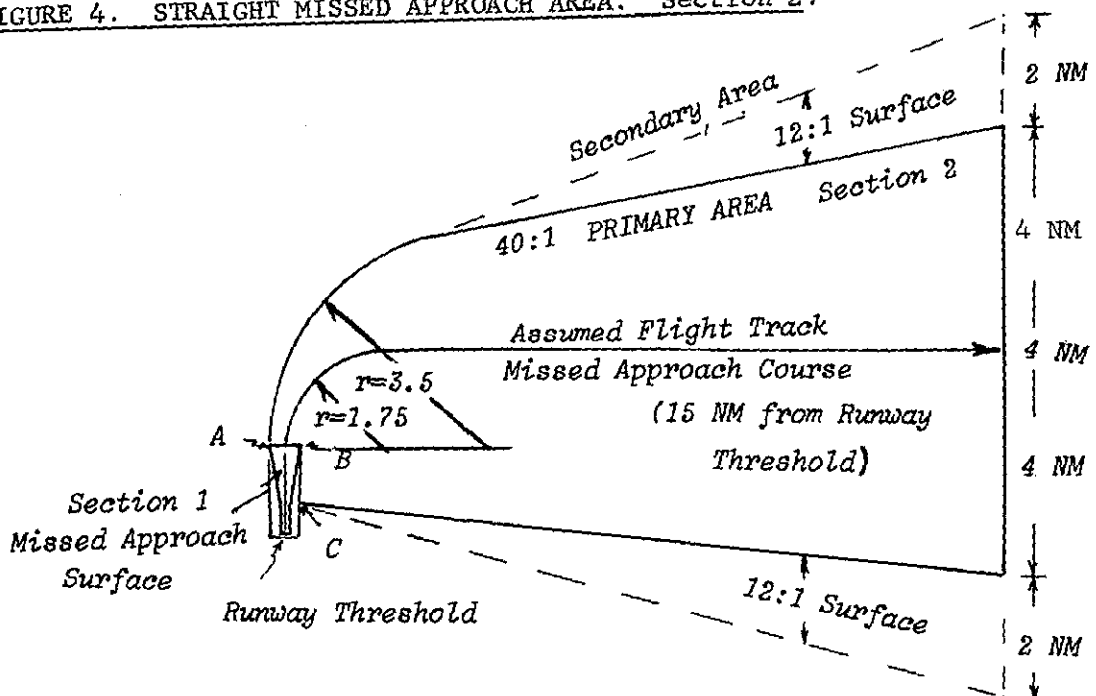 IGURE 4. STRAIGHT MISSED APPROACH AREA. Section 2.
2 NM
Secondary Area
12:1 Surface
40:1 PRIMARY AREA Section 2
4 NM
Assumed Flight Track
4 NM
Missed Approach Course
r=3.5
r=1.75
(15 NM from Runway
Threshold)
A
B
4 NM
Section 1
Missed Approach
Surface
C
Runway Threshold
12:1 Surface
2 NM